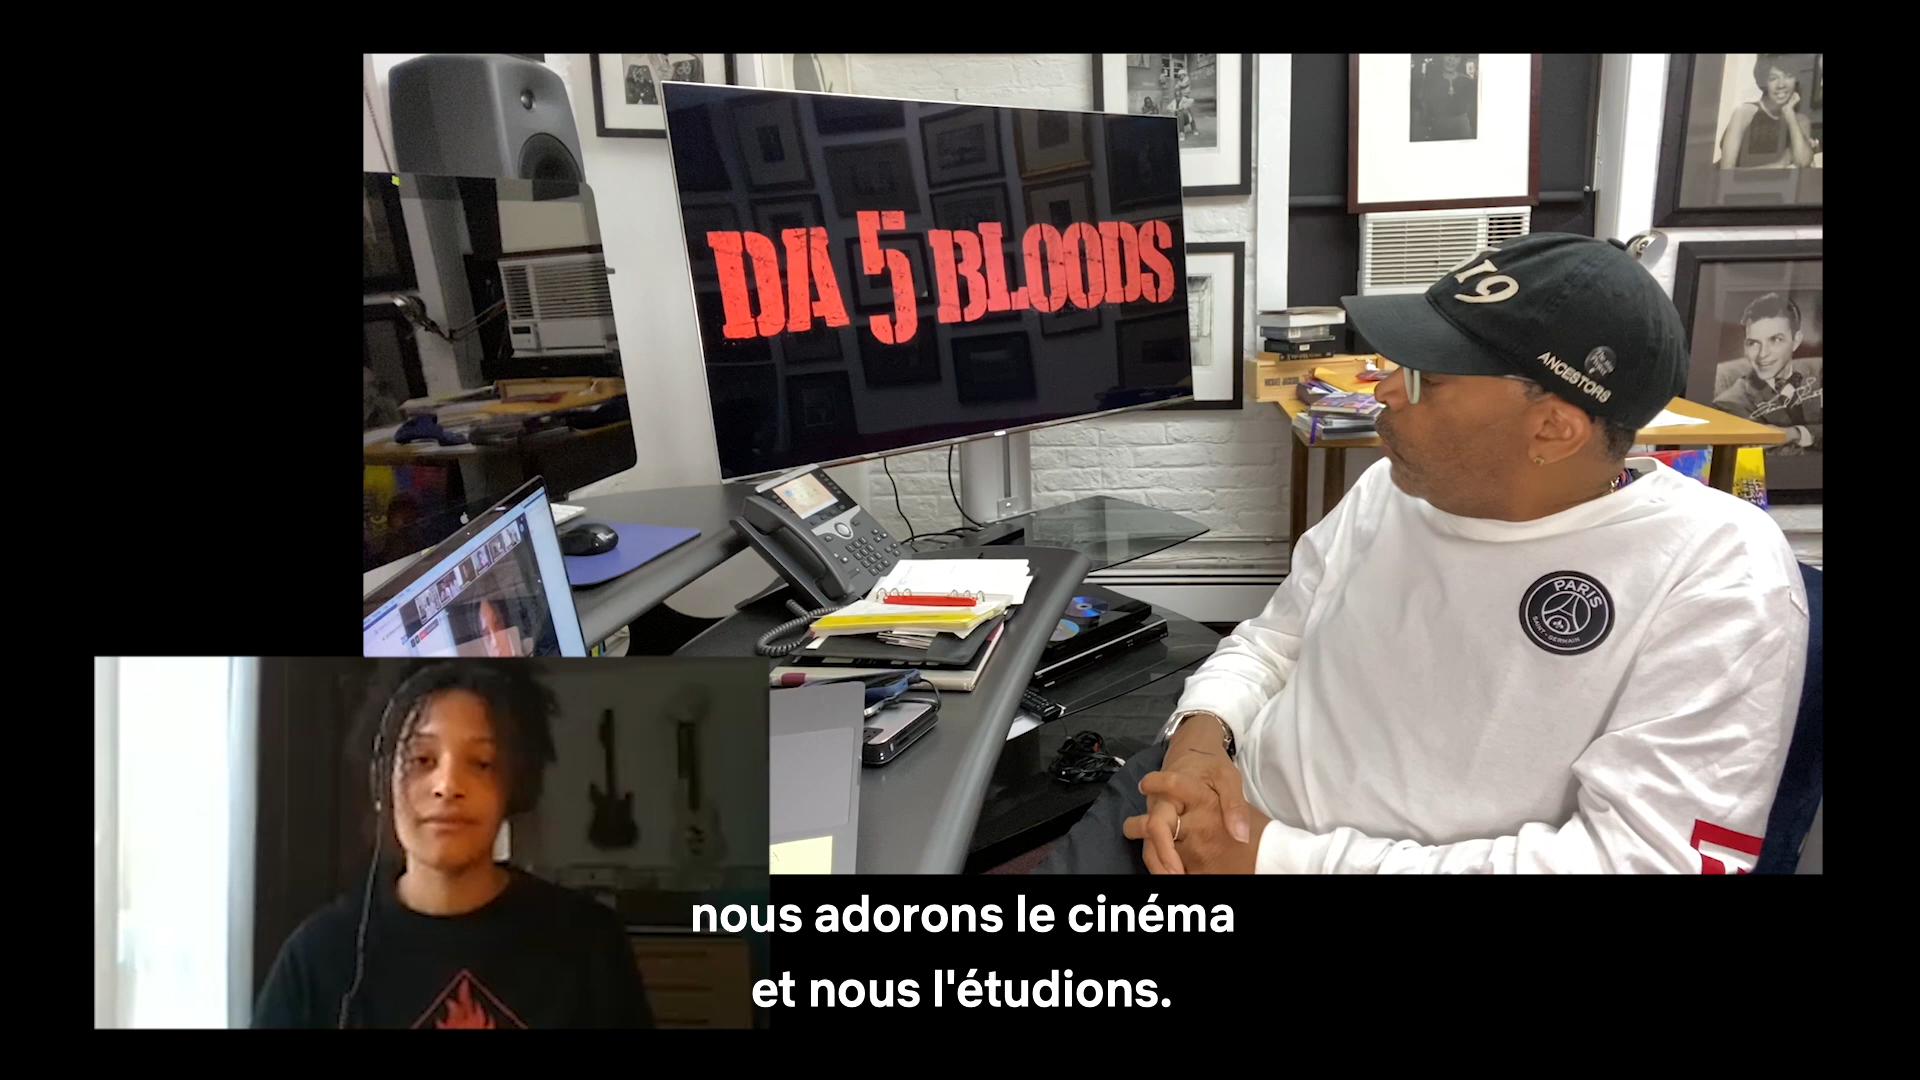 DA 5 BLOODS
19
ANCESTORS
PARIS
SAINT-GERMAIN
nous adorons le cinéma
et nous l'étudions.